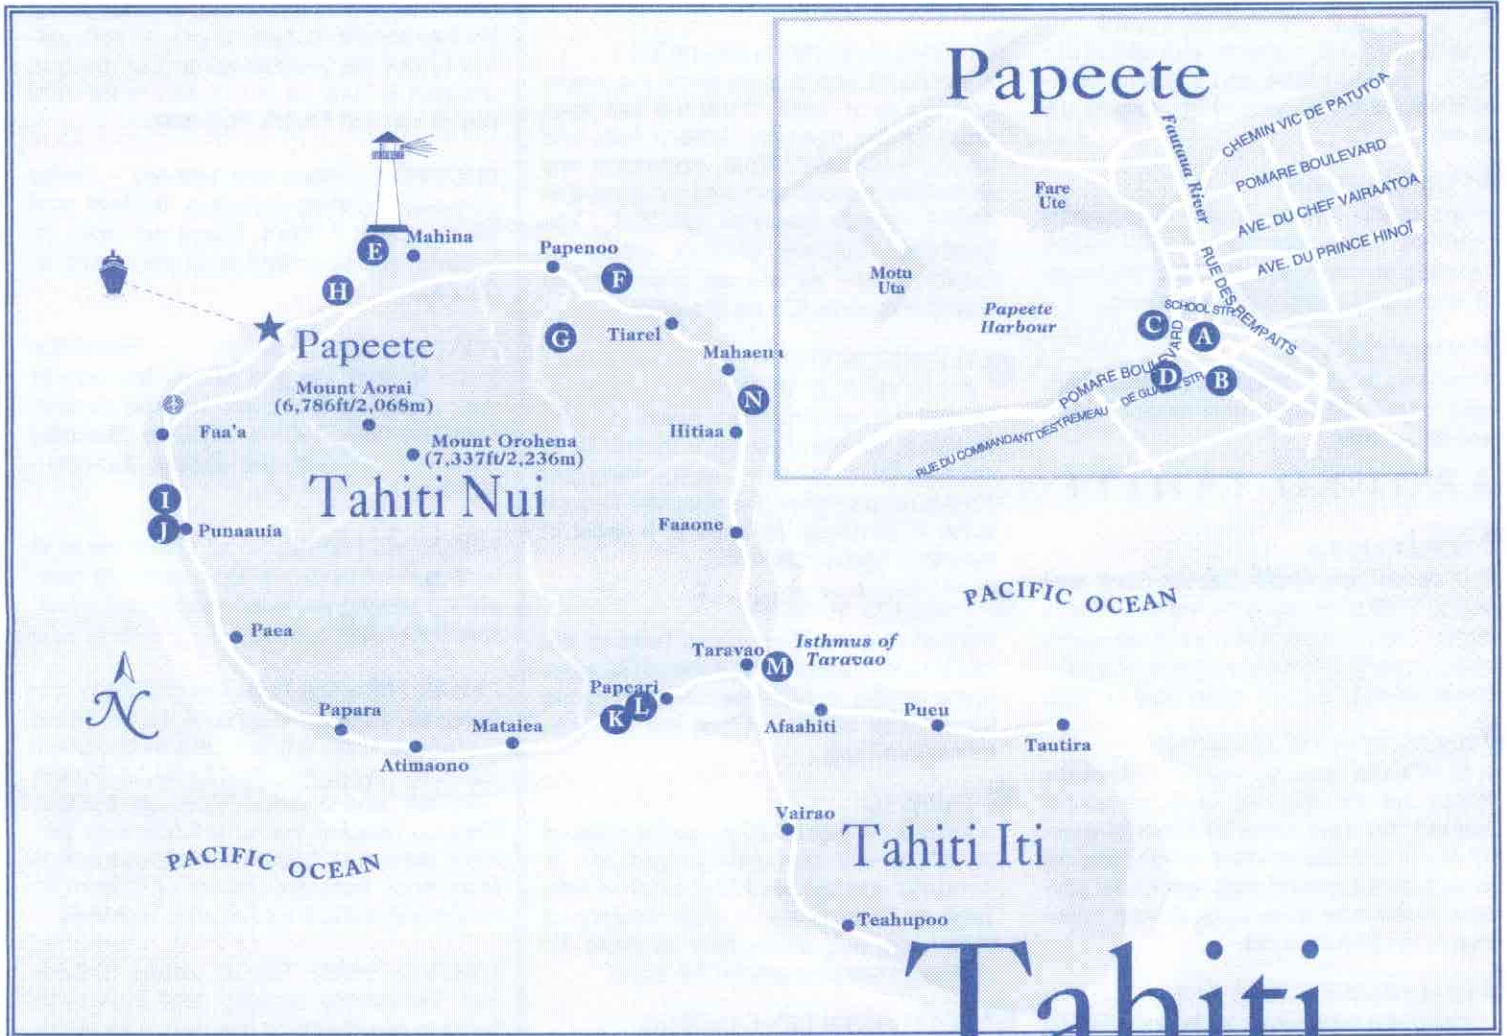 Papeete
Fautaua River
CHEMIN VIC DE PATUTOA
POMARE BOULEVARD
AVE. DU CHEF VAIRAATOA
AVE. DU PRINCE HINOÏ
Fare
Ute
Motu
Uta
Papeete
Harbour
RUE DES REMPAITS
SCHOOL STR.
C
A
POMARE BOULEVARD
D
B
DE STR.
RUE DU COMMANDANT DESTREMEAU
E
Mahina
H
Papenoo
F
G
Tiarel
Papeete
Mahaena
Mount Aorai
(6,786ft/2,068m)
N
Faa'a
Hitiaa
Mount Orohena
(7,337ft/2,236m)
Tahiti Nui
I
J
Punaauia
Faaone
PACIFIC OCEAN
Paea
Taravao
M
Isthmus of
Taravao
N
Papeari
K
L
Papara
Mataiea
Atimaono
Afaahiti
Pueu
Tautira
Vairao
Tahiti Iti
PACIFIC OCEAN
Teahupoo
Tahiti